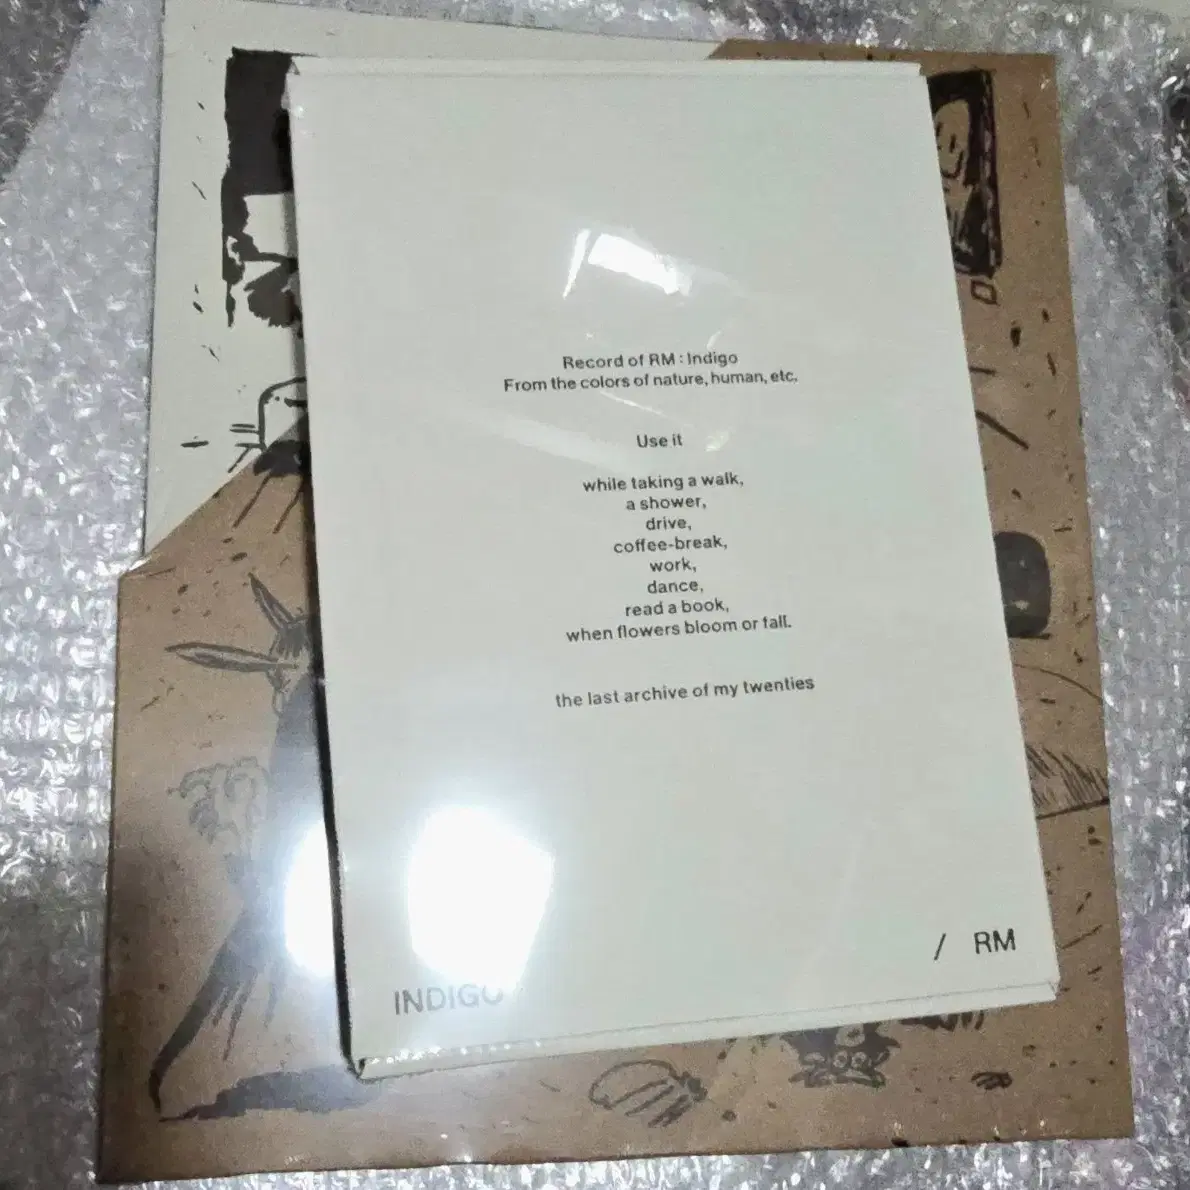 Record of RM : Indigo
From the colors of nature, human, etc.
Use it
while taking a walk,
a shower,
drive,
coffee-break,
work,
dance,
read a book,
when flowers bloom or fall.
the last archive of my twenties
/ RM
INDIGO